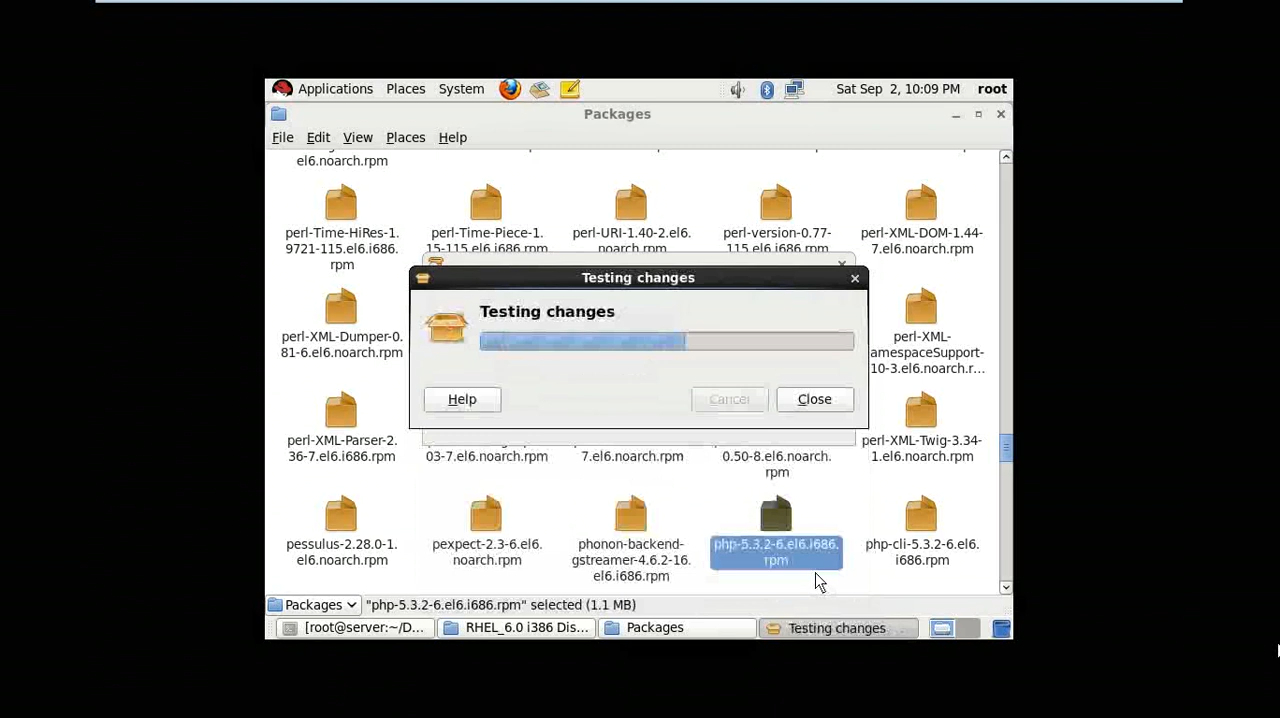 Applications Places System Sat Sep 2, 10:09 PM root
Packages
File Edit View Places Help
el6.noarch.rpm
perl-Time-HiRes-1.
9721-115.el6.i686.
rpm
perl-Time-Piece-1.
15-115.el6.i686.rpm
perl-URI-1.40-2.el6.
noarch.rpm
perl-version-0.77-
115.el6.i686.rpm
perl-XML-DOM-1.44-
7.el6.noarch.rpm
Testing changes
Testing changes
Help Cancel Close
perl-XML-Dumper-0.
81-6.el6.noarch.rpm
perl-XML-
amespaceSupport-
10-3.el6.noarch.r...
perl-XML-Parser-2.
36-7.el6.i686.rpm
03-7.el6.noarch.rpm
7.el6.noarch.rpm
0.50-8.el6.noarch.
rpm
perl-XML-Twig-3.34-
1.el6.noarch.rpm
pessulus-2.28.0-1.
el6.noarch.rpm
pexpect-2.3-6.el6.
noarch.rpm
phonon-backend-
gstreamer-4.6.2-16.
el6.i686.rpm
php-5.3.2-6.el6.i686.
rpm
php-cli-5.3.2-6.el6.
i686.rpm
Packages "php-5.3.2-6.el6.i686.rpm" selected (1.1 MB)
[root@server:~/D... RHEL_6.0 i386 Dis... Packages Testing changes